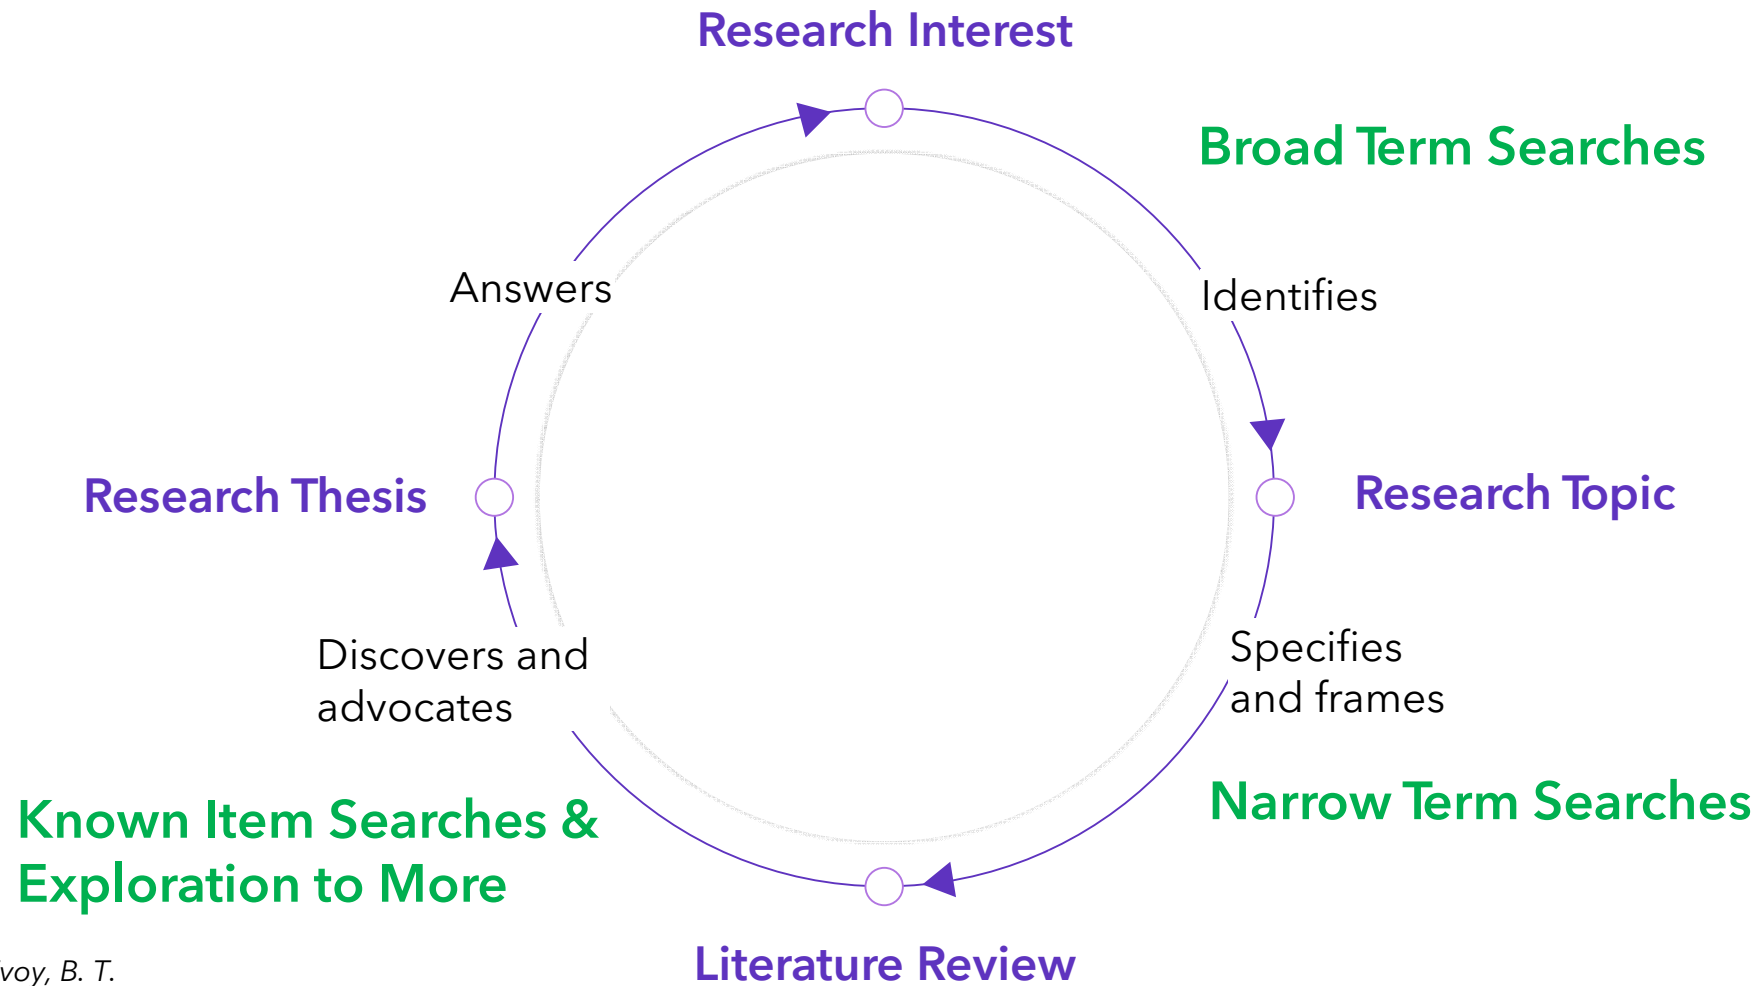 Research Interest
Broad Term Searches
Answers
Identifies
Research Thesis
Research Topic
Discovers and
advocates
Specifies
and frames
Narrow Term Searches
Known Item Searches &
Exploration to More
Literature Review
voy, B. T.